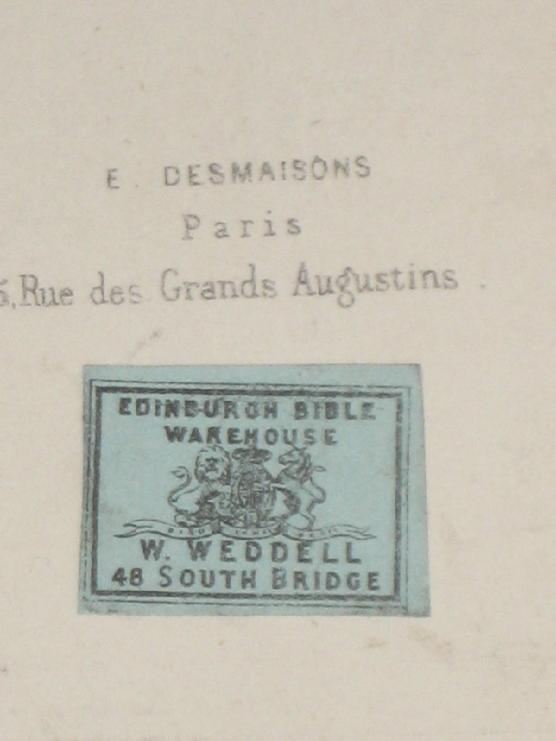 E. DESMAISONS
Paris
5, Rue des Grands Augustins.
EDINBURGH BIBLE
WAREHOUSE
W. WEDDELL
48 SOUTH BRIDGE